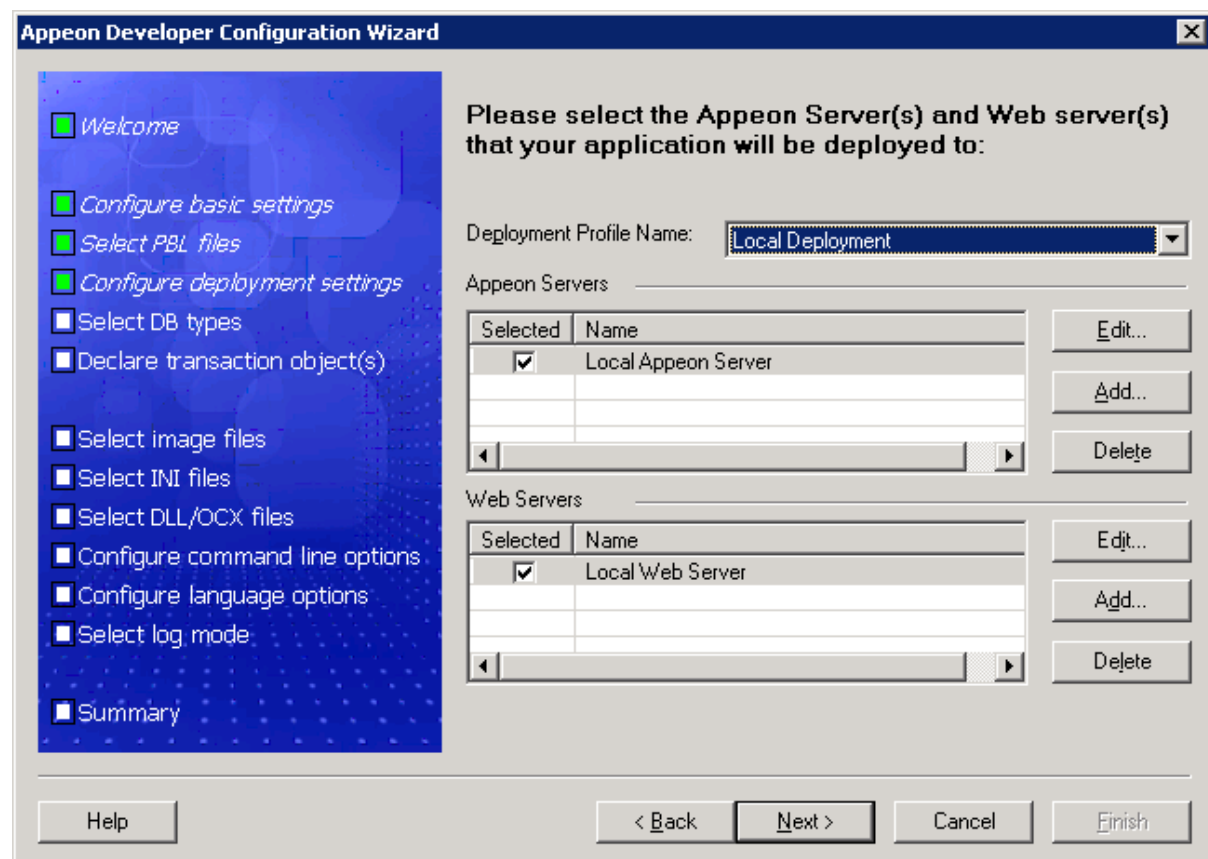 Appeon Developer Configuration Wizard
Welcome
Configure basic settings
Select PBL files
Configure deployment settings
Select DB types
Declare transaction object(s)
Select image files
Select INI files
Select DLL/OCX files
Configure command line options
Configure language options
Select log mode
Summary
Please select the Appeon Server(s) and Web server(s)
that your application will be deployed to:
Deployment Profile Name: Local Deployment
Appeon Servers
Selected Name
Local Appeon Server
Edit...
Add...
Delete
Web Servers
Selected Name
Local Web Server
Edit...
Add...
Delete
Help < Back Next > Cancel Finish